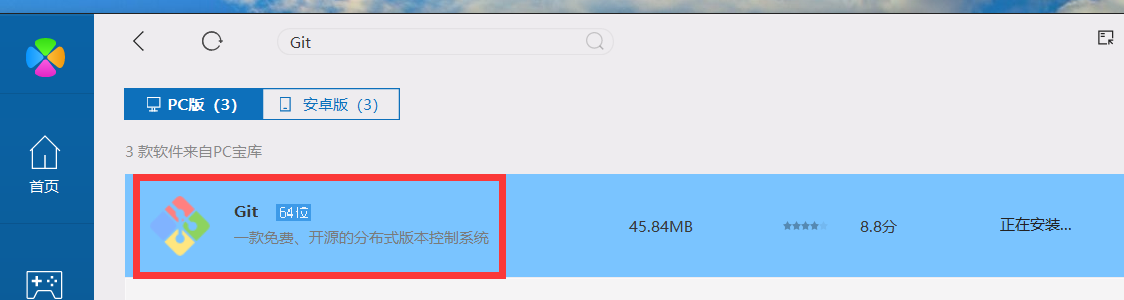 Git
PC版（3） 安卓版（3）
3 款软件来自PC宝库
首页
Git 64位
一款免费、开源的分布式版本控制系统
45.84MB 8.8分 正在安装...